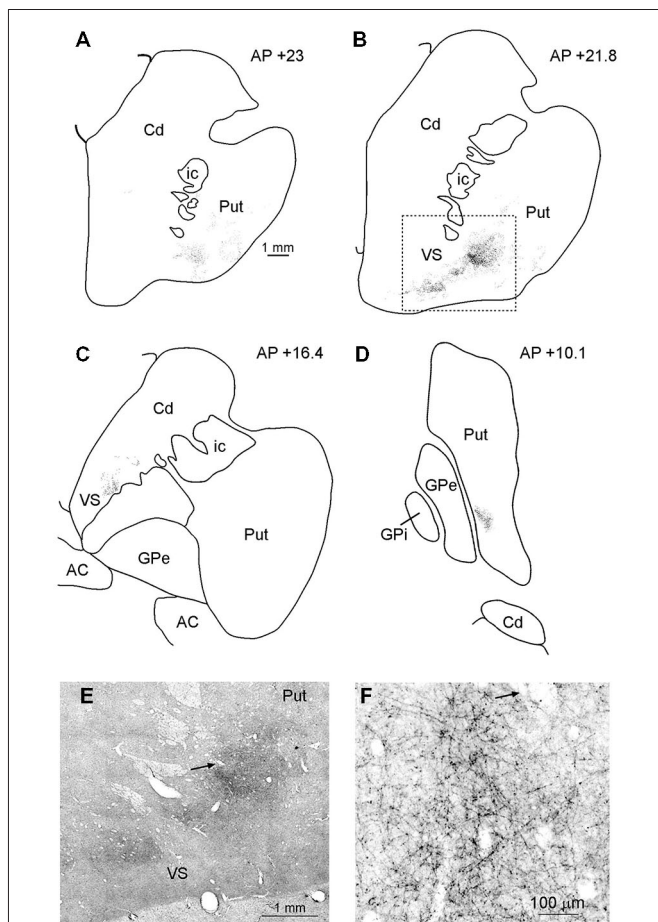 A
AP +23
Cd
ic
Put
1 mm
B
AP +21.8
Cd
ic
Put
VS
C
AP +16.4
Cd
ic
VS
Put
GPe
AC
AC
D
AP +10.1
Put
GPe
GPi
Cd
E
Put
VS
1 mm
F
100 µm